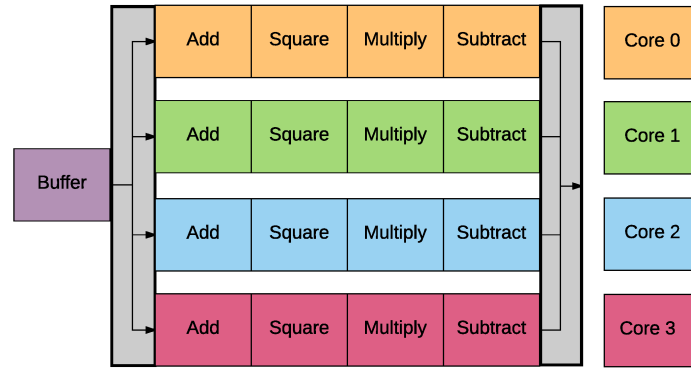 Add Square Multiply Subtract Core 0
Add Square Multiply Subtract Core 1
Buffer
Add Square Multiply Subtract Core 2
Add Square Multiply Subtract Core 3